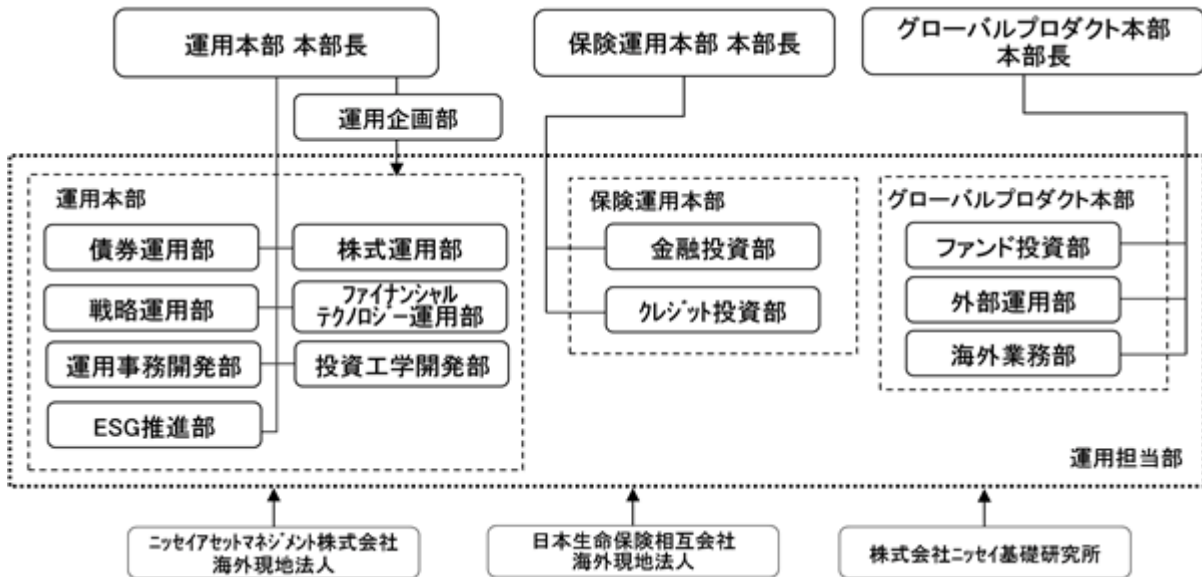 運用本部 本部長
保険運用本部 本部長
グローバルプロダクト本部
本部長
運用企画部
運用本部
債券運用部
株式運用部
戦略運用部
ファイナンシャル
テクノロジー運用部
運用事務開発部
投資工学開発部
ESG推進部
保険運用本部
金融投資部
クレジット投資部
グローバルプロダクト本部
ファンド投資部
外部運用部
海外業務部
運用担当部
ニッセイアセットマネジメント株式会社
海外現地法人
日本生命保険相互会社
海外現地法人
株式会社ニッセイ基礎研究所